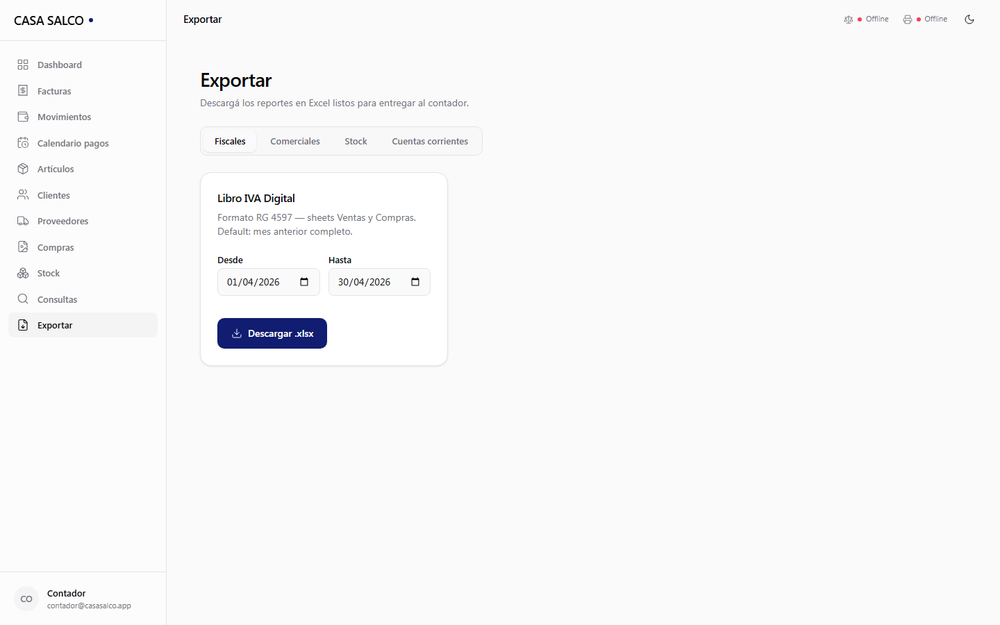 CASA SALCO
Exportar
Offline
Offline
Dashboard
Facturas
Movimientos
Calendario pagos
Artículos
Clientes
Proveedores
Compras
Stock
Consultas
Exportar
Exportar
Descargá los reportes en Excel listos para entregar al contador.
Fiscales
Comerciales
Stock
Cuentas corrientes
Libro IVA Digital
Formato RG 4597 — sheets Ventas y Compras.
Default: mes anterior completo.
Desde
Hasta
01/04/2026
30/04/2026
Descargar .xlsx
CO
Contador
contador@casasalco.app